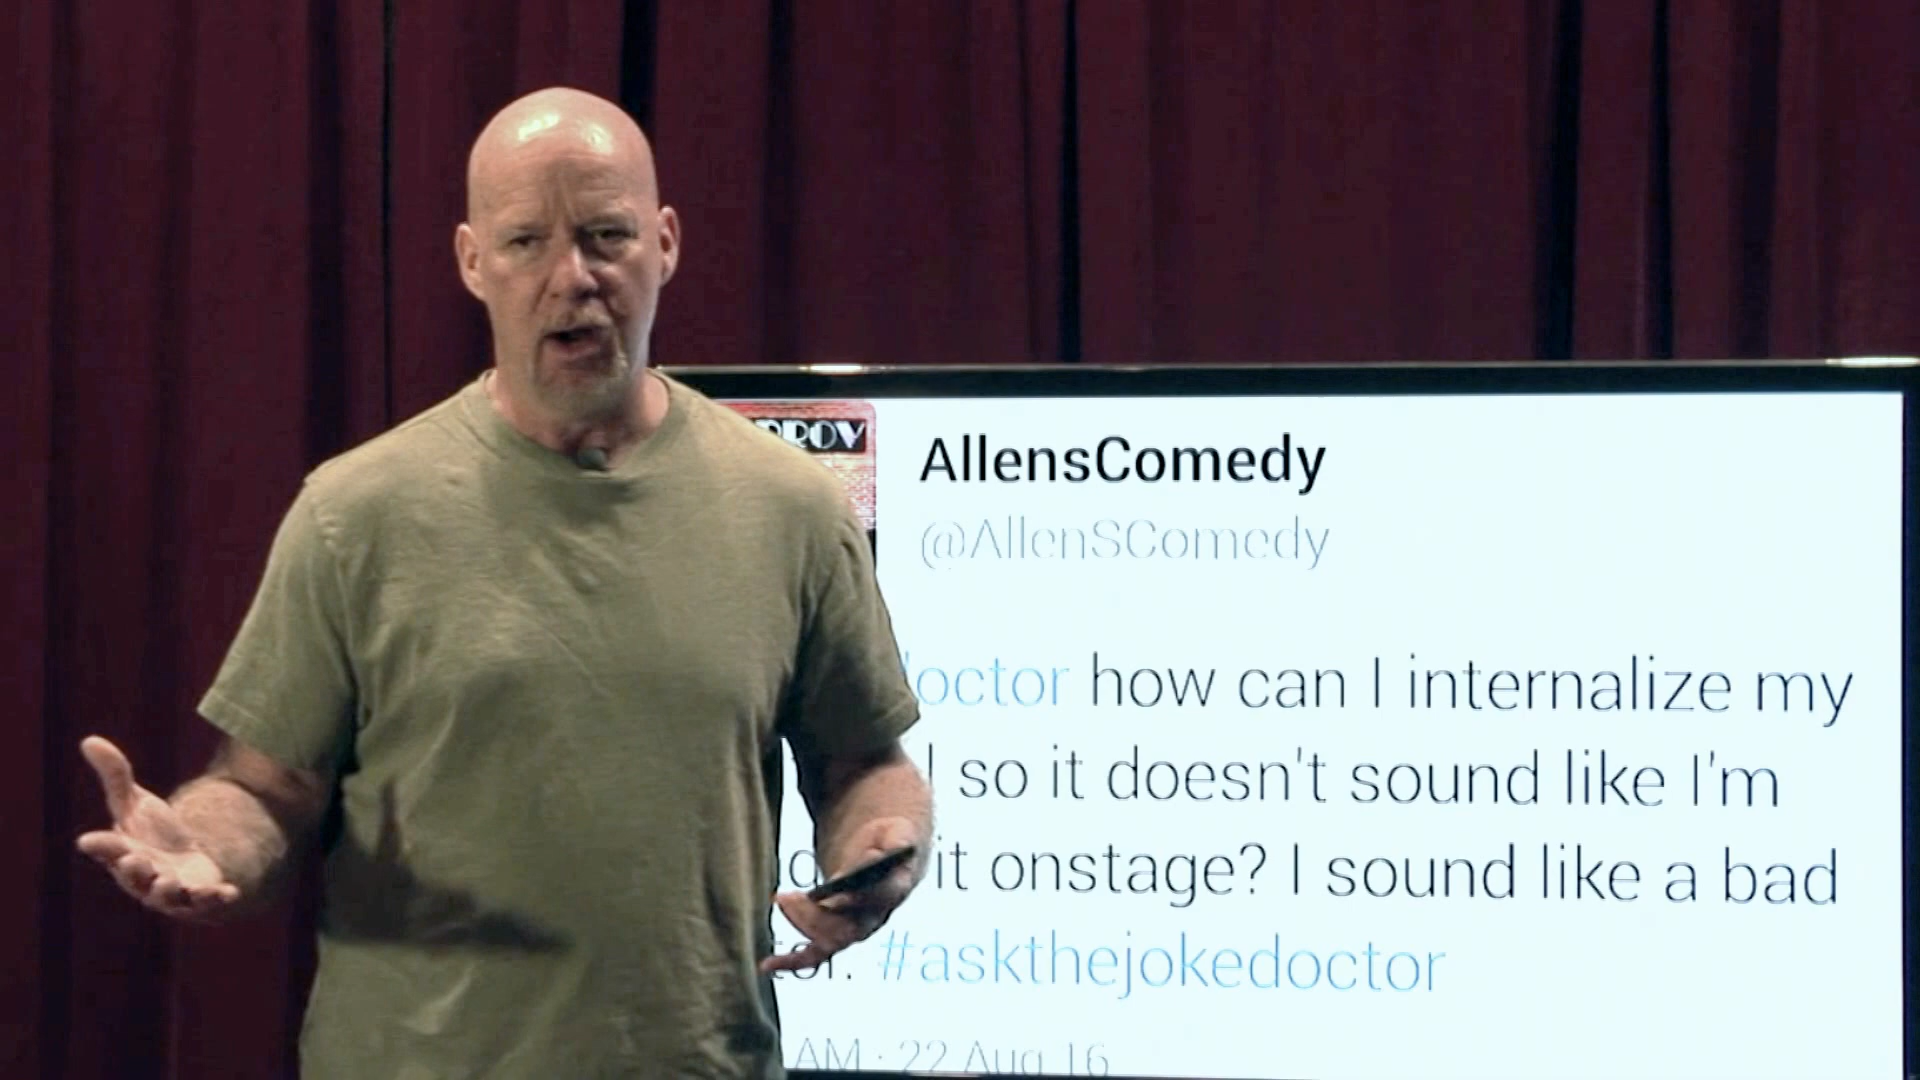 AllensComedy
@AllenSComedy
how can I internalize my
so it doesn't sound like I'm
it onstage? I sound like a bad
#askthejokedoctor
AM · 22 Aug 16